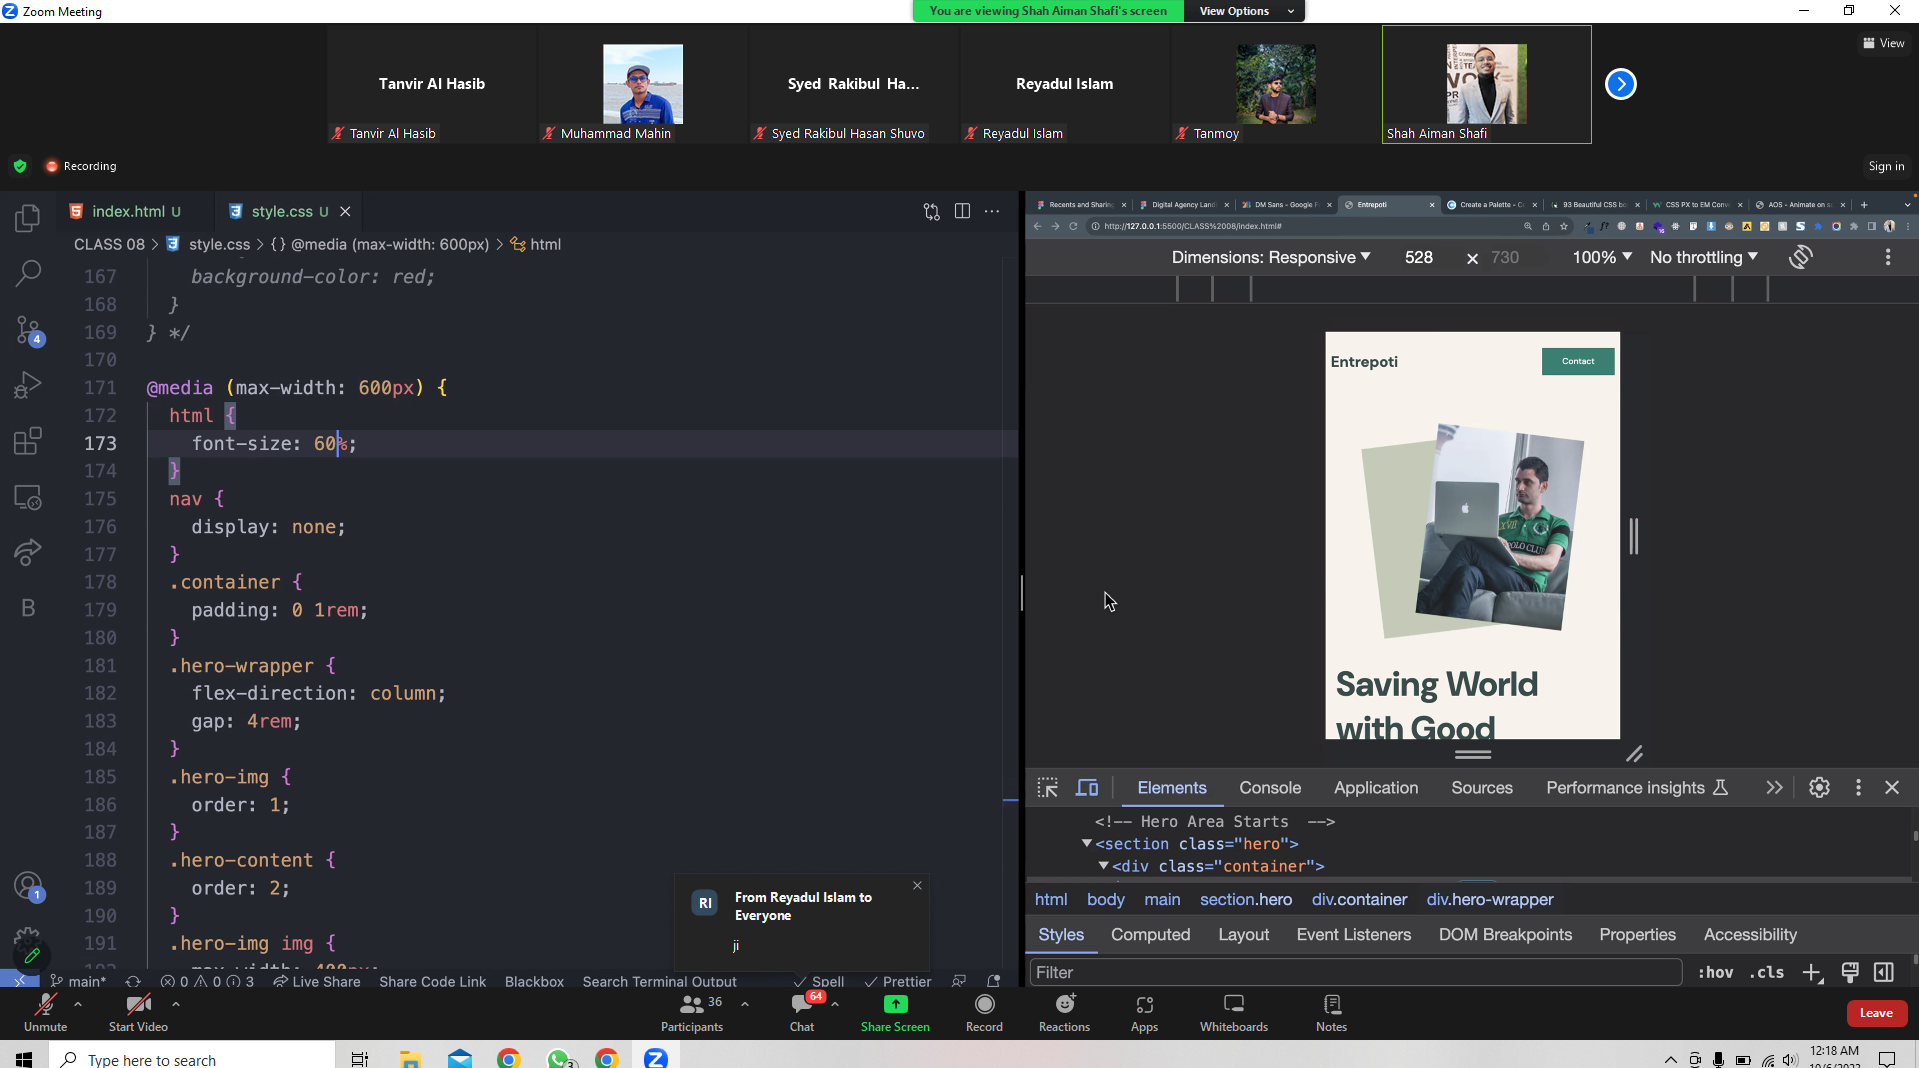 Zoom Meeting
You are viewing Shah Aiman Shafi's screen
View Options
View
Tanvir Al Hasib
Syed Rakibul Ha...
Reyadul Islam
Tanvir Al Hasib
Muhammad Mahin
Syed Rakibul Hasan Shuvo
Reyadul Islam
Tanmoy
Shah Aiman Shafi
Recording
Sign in
index.html U
style.css U
CLASS 08 > style.css > {} @media (max-width: 600px) > html
167 background-color: red;
168 }
169 } */
170
171 @media (max-width: 600px) {
172 html {
173 font-size: 60%;
174 }
175 nav {
176 display: none;
177 }
178 .container {
179 padding: 0 1rem;
180 }
181 .hero-wrapper {
182 flex-direction: column;
183 gap: 4rem;
184 }
185 .hero-img {
186 order: 1;
187 }
188 .hero-content {
189 order: 2;
190 }
191 .hero-img img {
4
1
B
RI
From Reyadul Islam to
Everyone
ji
main*
0 0 3
Live Share
Share Code Link
Blackbox
Search Terminal Output
Spell
Prettier
Recents and Sharing
Digital Agency Land
DM Sans - Google F
Entrepoti
Create a Palette - C
93 Beautiful CSS bo
CSS PX to EM Conv
AOS - Animate on s
http://127.0.0.1:5500/CLASS%2008/index.html#
Dimensions: Responsive 528 × 730 100% No throttling
Entrepoti
Contact
Saving World
with Good
Elements Console Application Sources Performance insights
<!-- Hero Area Starts -->
<section class="hero">
<div class="container">
html body main section.hero div.container div.hero-wrapper
Styles Computed Layout Event Listeners DOM Breakpoints Properties Accessibility
Filter
:hov .cls
Unmute
Start Video
Participants
36
Chat
64
Share Screen
Record
Reactions
Apps
Whiteboards
Notes
Leave
Type here to search
3
12:18 AM